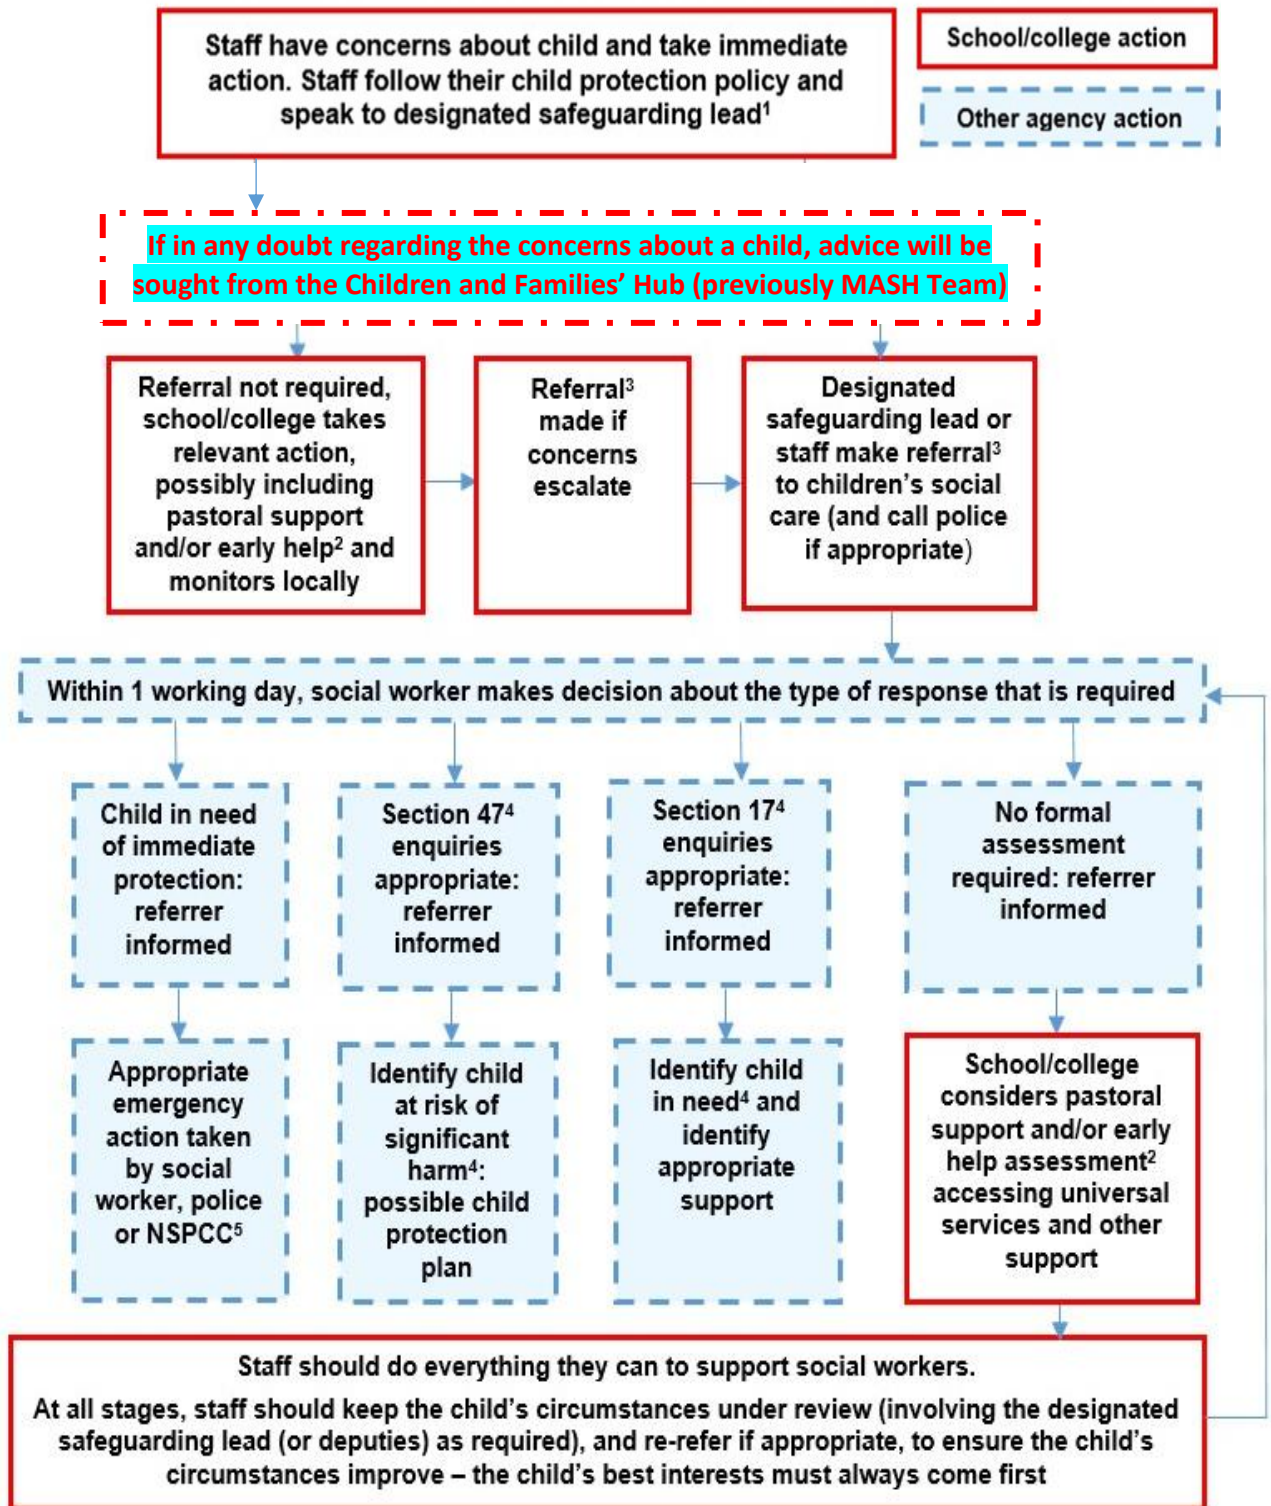 Staff have concerns about child and take immediate
action. Staff follow their child protection policy and
speak to designated safeguarding lead¹
School/college action
Other agency action
If in any doubt regarding the concerns about a child, advice will be
sought from the Children and Families’ Hub (previously MASH Team)
Referral not required,
school/college takes
relevant action,
possibly including
pastoral support
and/or early help² and
monitors locally
Referral³
made if
concerns
escalate
Designated
safeguarding lead or
staff make referral³
to children’s social
care (and call police
if appropriate)
Within 1 working day, social worker makes decision about the type of response that is required
Child in need
of immediate
protection:
referrer
informed
Section 47⁴
enquiries
appropriate:
referrer
informed
Section 17⁴
enquiries
appropriate:
referrer
informed
No formal
assessment
required: referrer
informed
Appropriate
emergency
action taken
by social
worker, police
or NSPCC⁵
Identify child
at risk of
significant
harm⁴:
possible child
protection
plan
Identify child
in need⁴ and
identify
appropriate
support
School/college
considers pastoral
support and/or early
help assessment²
accessing universal
services and other
support
Staff should do everything they can to support social workers.
At all stages, staff should keep the child’s circumstances under review (involving the designated
safeguarding lead (or deputies) as required), and re-refer if appropriate, to ensure the child’s
circumstances improve – the child’s best interests must always come first